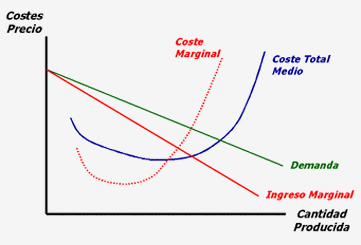 Costes
Precio
Coste
Marginal
Coste Total
Medio
Demanda
Ingreso Marginal
Cantidad
Producida